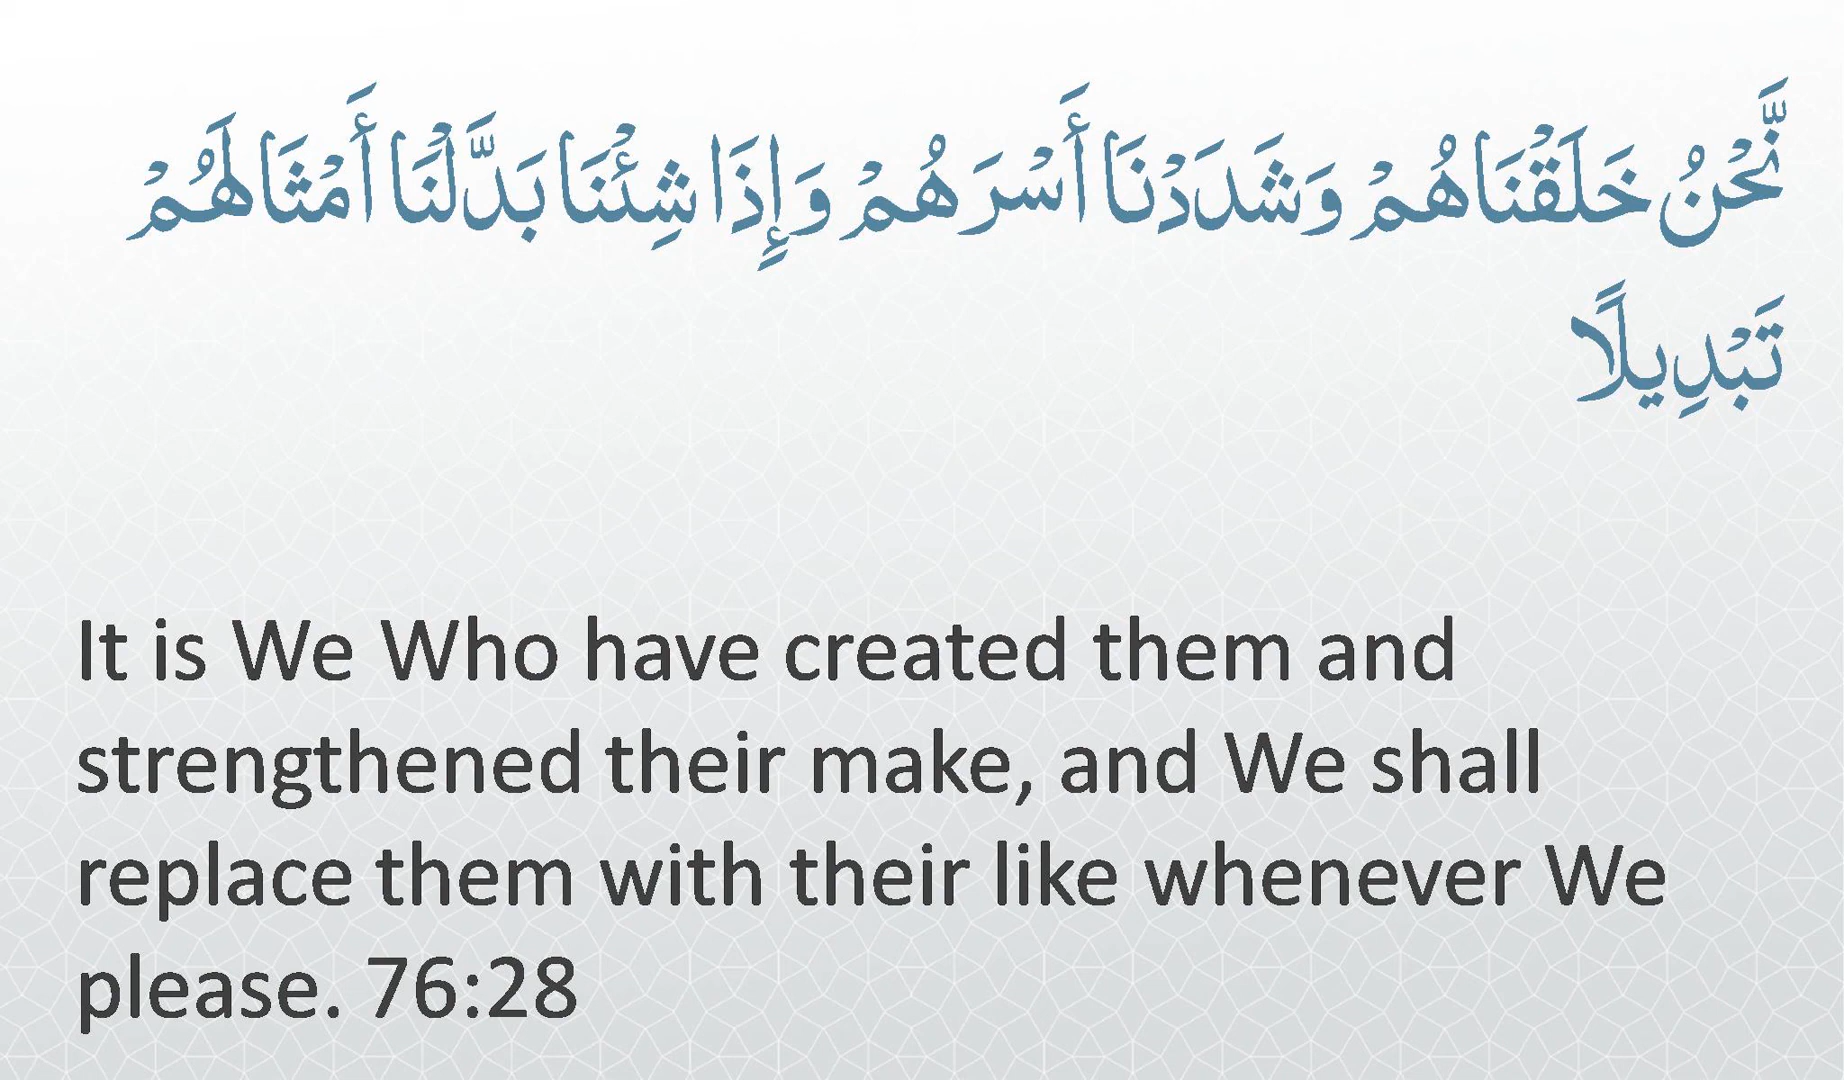 نَّحْنُ خَلَقْنَاهُمْ وَشَدَدْنَا أَسْرَهُمْ وَإِذَا شِئْنَا بَدَّلْنَا أَمْثَالَهُمْ
تَبْدِيلًا
It is We Who have created them and
strengthened their make, and We shall
replace them with their like whenever We
please. 76:28